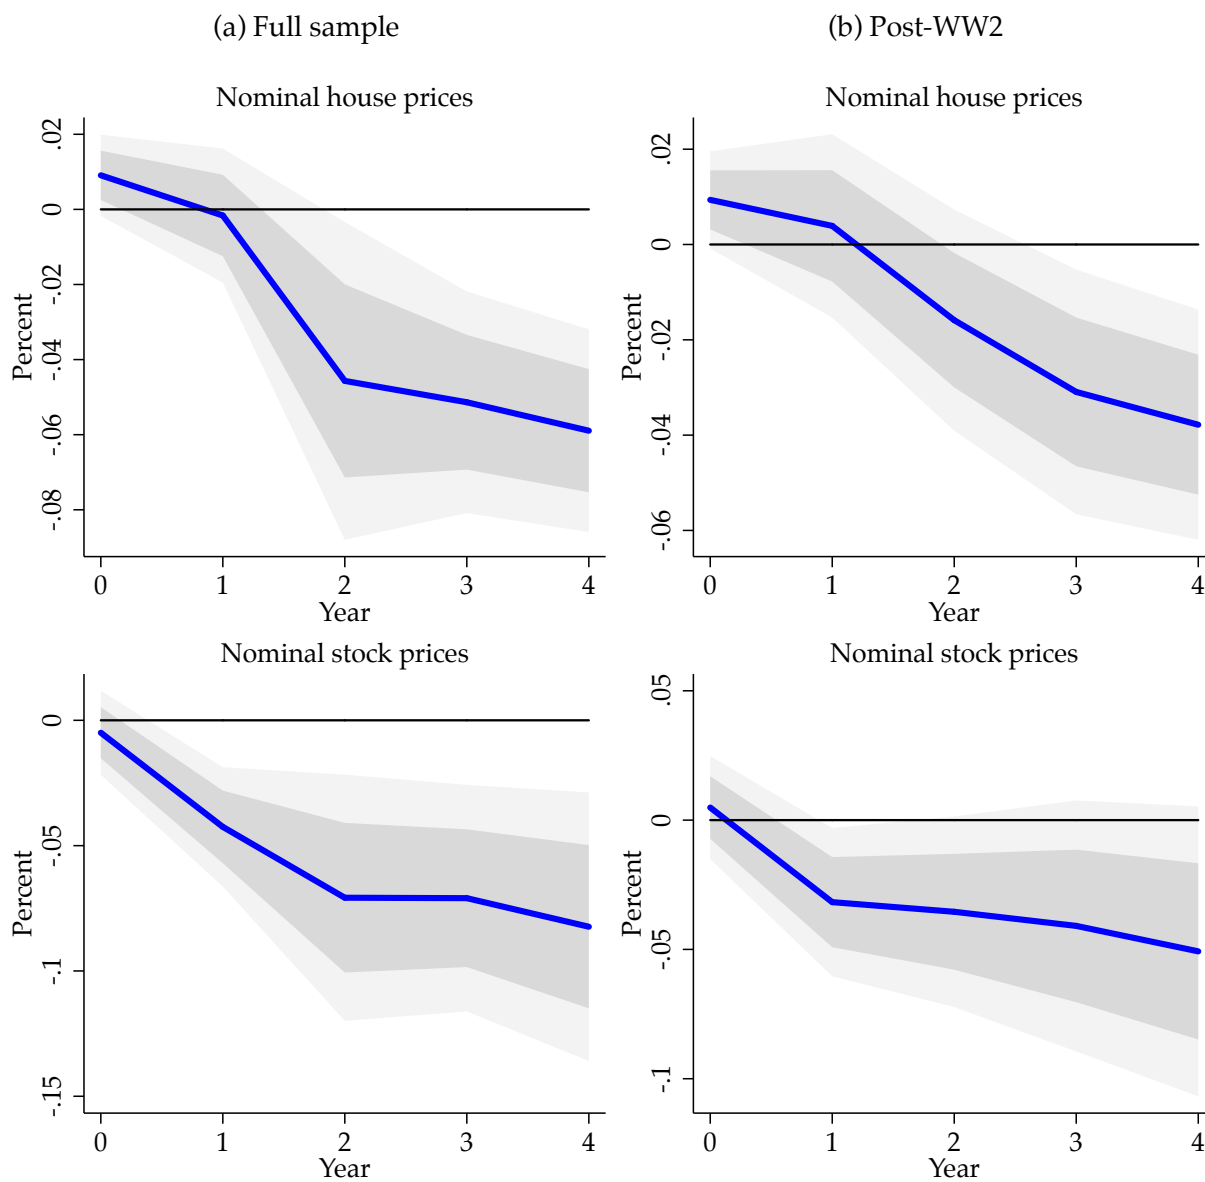 (a) Full sample
(b) Post-WW2
Nominal house prices
Percent
.02
0
-.02
-.04
-.06
-.08
0 1 2 3 4
Year
Nominal house prices
Percent
.02
0
-.02
-.04
-.06
0 1 2 3 4
Year
Nominal stock prices
Percent
0
-.05
-.1
-.15
0 1 2 3 4
Year
Nominal stock prices
Percent
.05
0
-.05
-.1
0 1 2 3 4
Year